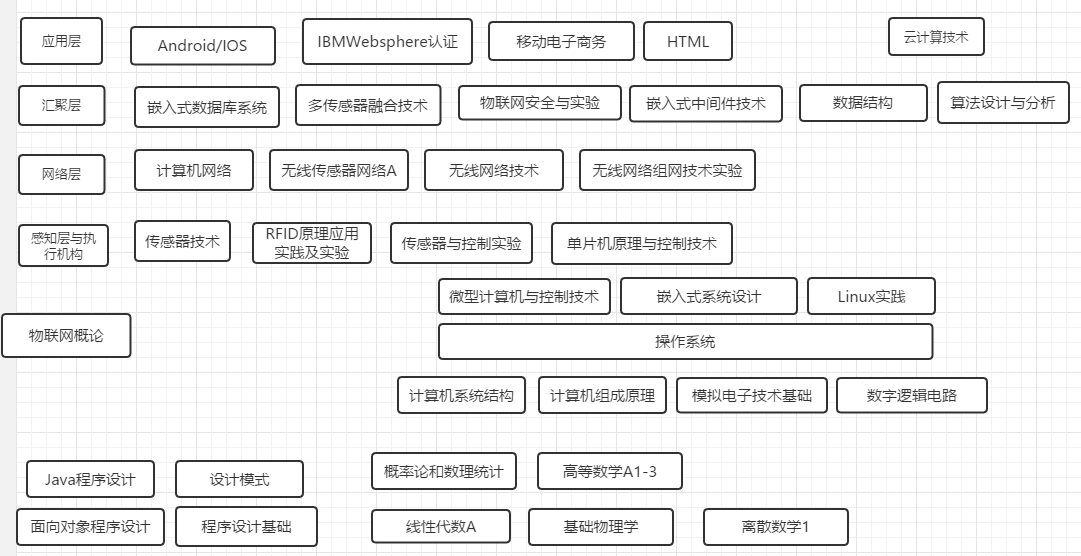 应用层
Android/IOS
IBMWebsphere认证
移动电子商务
HTML
云计算技术
汇聚层
嵌入式数据库系统
多传感器融合技术
物联网安全与实验
嵌入式中间件技术
数据结构
算法设计与分析
网络层
计算机网络
无线传感器网络A
无线网络技术
无线网络组网技术实验
感知层与执
行机构
传感器技术
RFID原理应用
实践及实验
传感器与控制实验
单片机原理与控制技术
微型计算机与控制技术
嵌入式系统设计
Linux实践
物联网概论
操作系统
计算机系统结构
计算机组成原理
模拟电子技术基础
数字逻辑电路
Java程序设计
设计模式
概率论和数理统计
高等数学A1-3
面向对象程序设计
程序设计基础
线性代数A
基础物理学
离散数学1